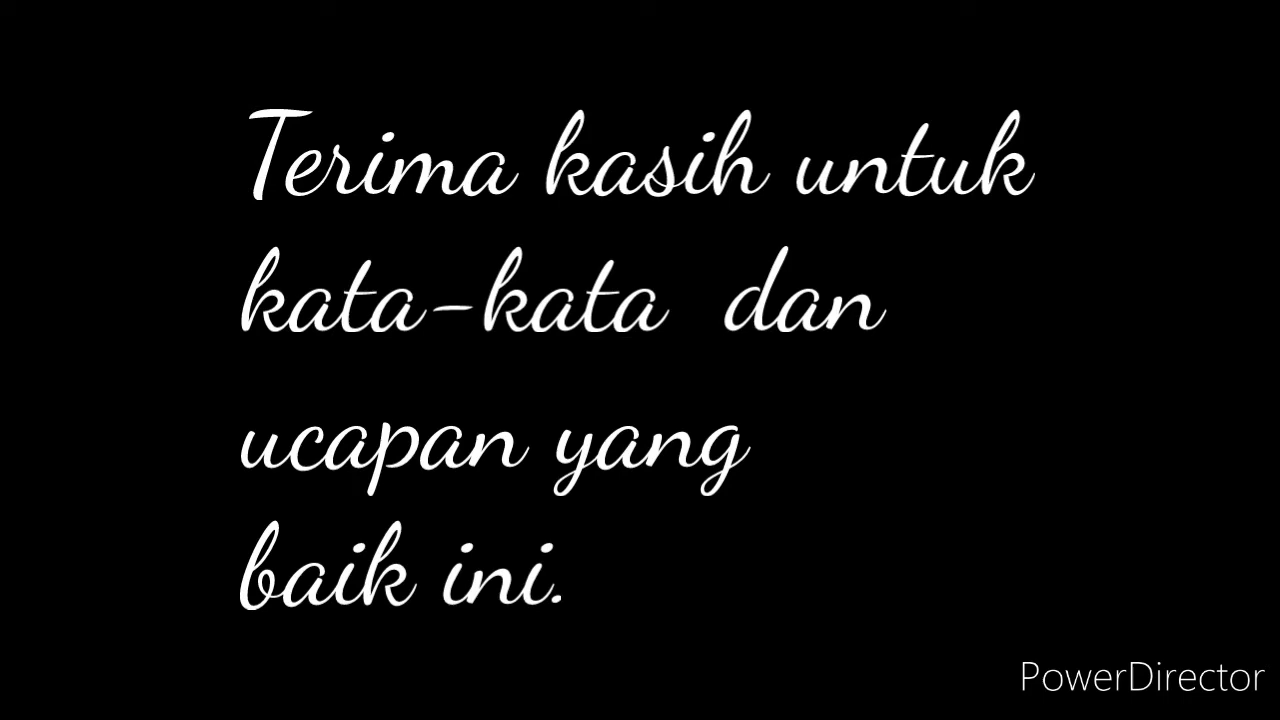 Terima kasih untuk
kata-kata dan
ucapan yang
baik ini.
PowerDirector